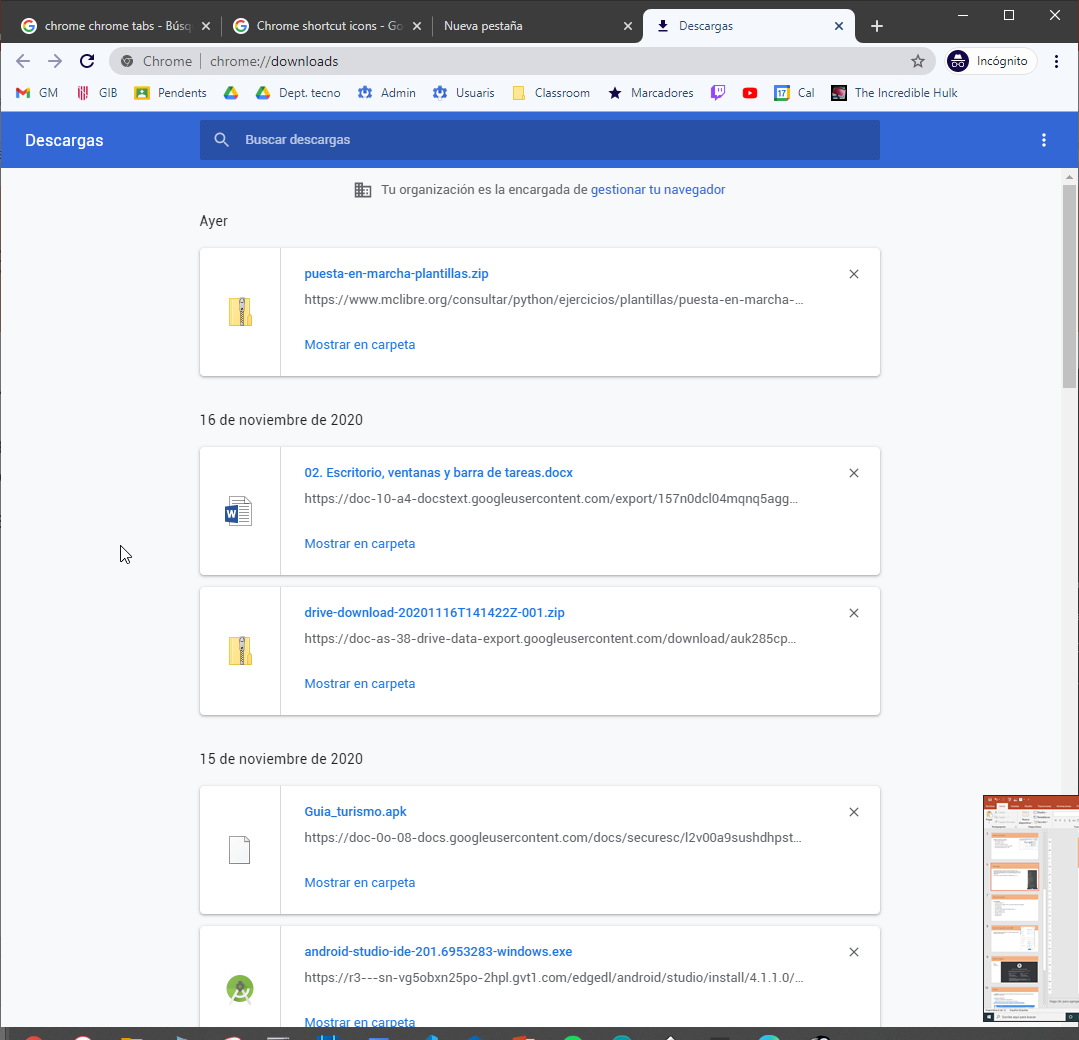 chrome chrome tabs - Búsq
Chrome shortcut icons - Go
Nueva pestaña
Descargas
Chrome
chrome://downloads
Incógnito
GM
GIB
Pendents
Dept. tecno
Admin
Usuaris
Classroom
Marcadores
17
Cal
The Incredible Hulk
Descargas
Buscar descargas
Tu organización es la encargada de gestionar tu navegador
Ayer
puesta-en-marcha-plantillas.zip
https://www.mclibre.org/consultar/python/ejercicios/plantillas/puesta-en-marcha-…
Mostrar en carpeta
16 de noviembre de 2020
02. Escritorio, ventanas y barra de tareas.docx
https://doc-10-a4-docstext.googleusercontent.com/export/157n0dcl04mqnq5agg…
Mostrar en carpeta
drive-download-20201116T141422Z-001.zip
https://doc-as-38-drive-data-export.googleusercontent.com/download/auk285cp…
Mostrar en carpeta
15 de noviembre de 2020
Guia_turismo.apk
https://doc-0o-08-docs.googleusercontent.com/docs/securesc/l2v00a9sushdhpst…
Mostrar en carpeta
android-studio-ide-201.6953283-windows.exe
https://r3---sn-vg5obxn25po-2hpl.gvt1.com/edgedl/android/studio/install/4.1.1.0/…
Mostrar en carpeta